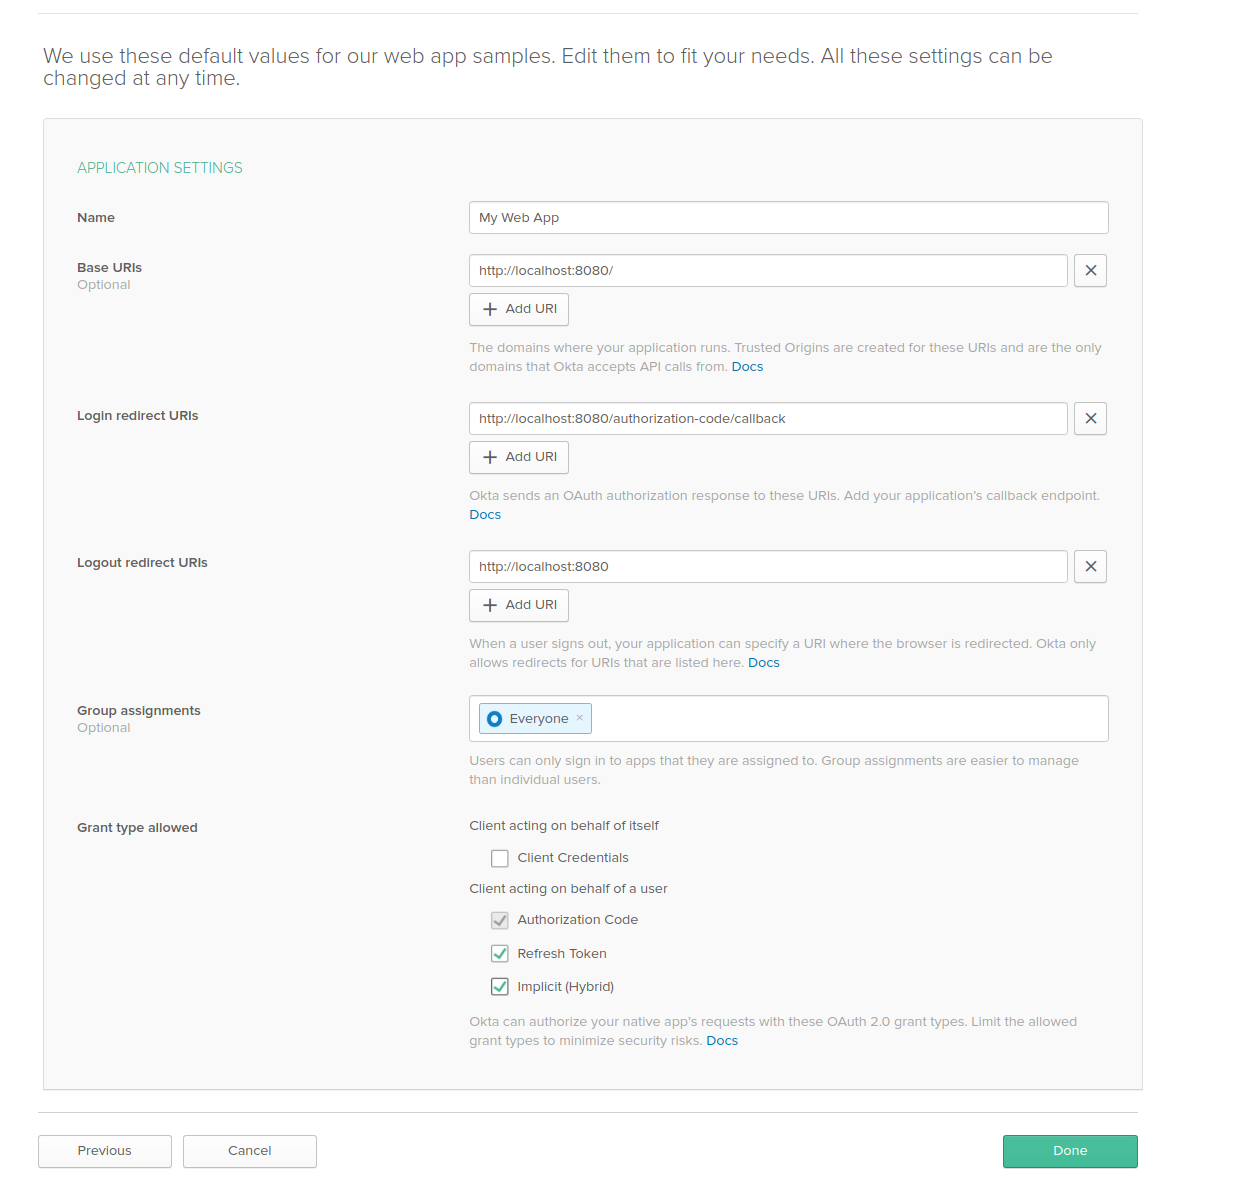 We use these default values for our web app samples. Edit them to fit your needs. All these settings can be
changed at any time.
APPLICATION SETTINGS
Name
My Web App
Base URIs
Optional
http://localhost:8080/
Add URI
The domains where your application runs. Trusted Origins are created for these URIs and are the only
domains that Okta accepts API calls from. Docs
Login redirect URIs
http://localhost:8080/authorization-code/callback
Add URI
Okta sends an OAuth authorization response to these URIs. Add your application's callback endpoint.
Docs
Logout redirect URIs
http://localhost:8080
Add URI
When a user signs out, your application can specify a URI where the browser is redirected. Okta only
allows redirects for URIs that are listed here. Docs
Group assignments
Optional
Everyone ×
Users can only sign in to apps that they are assigned to. Group assignments are easier to manage
than individual users.
Grant type allowed
Client acting on behalf of itself
Client Credentials
Client acting on behalf of a user
Authorization Code
Refresh Token
Implicit (Hybrid)
Okta can authorize your native app's requests with these OAuth 2.0 grant types. Limit the allowed
grant types to minimize security risks. Docs
Previous
Cancel
Done